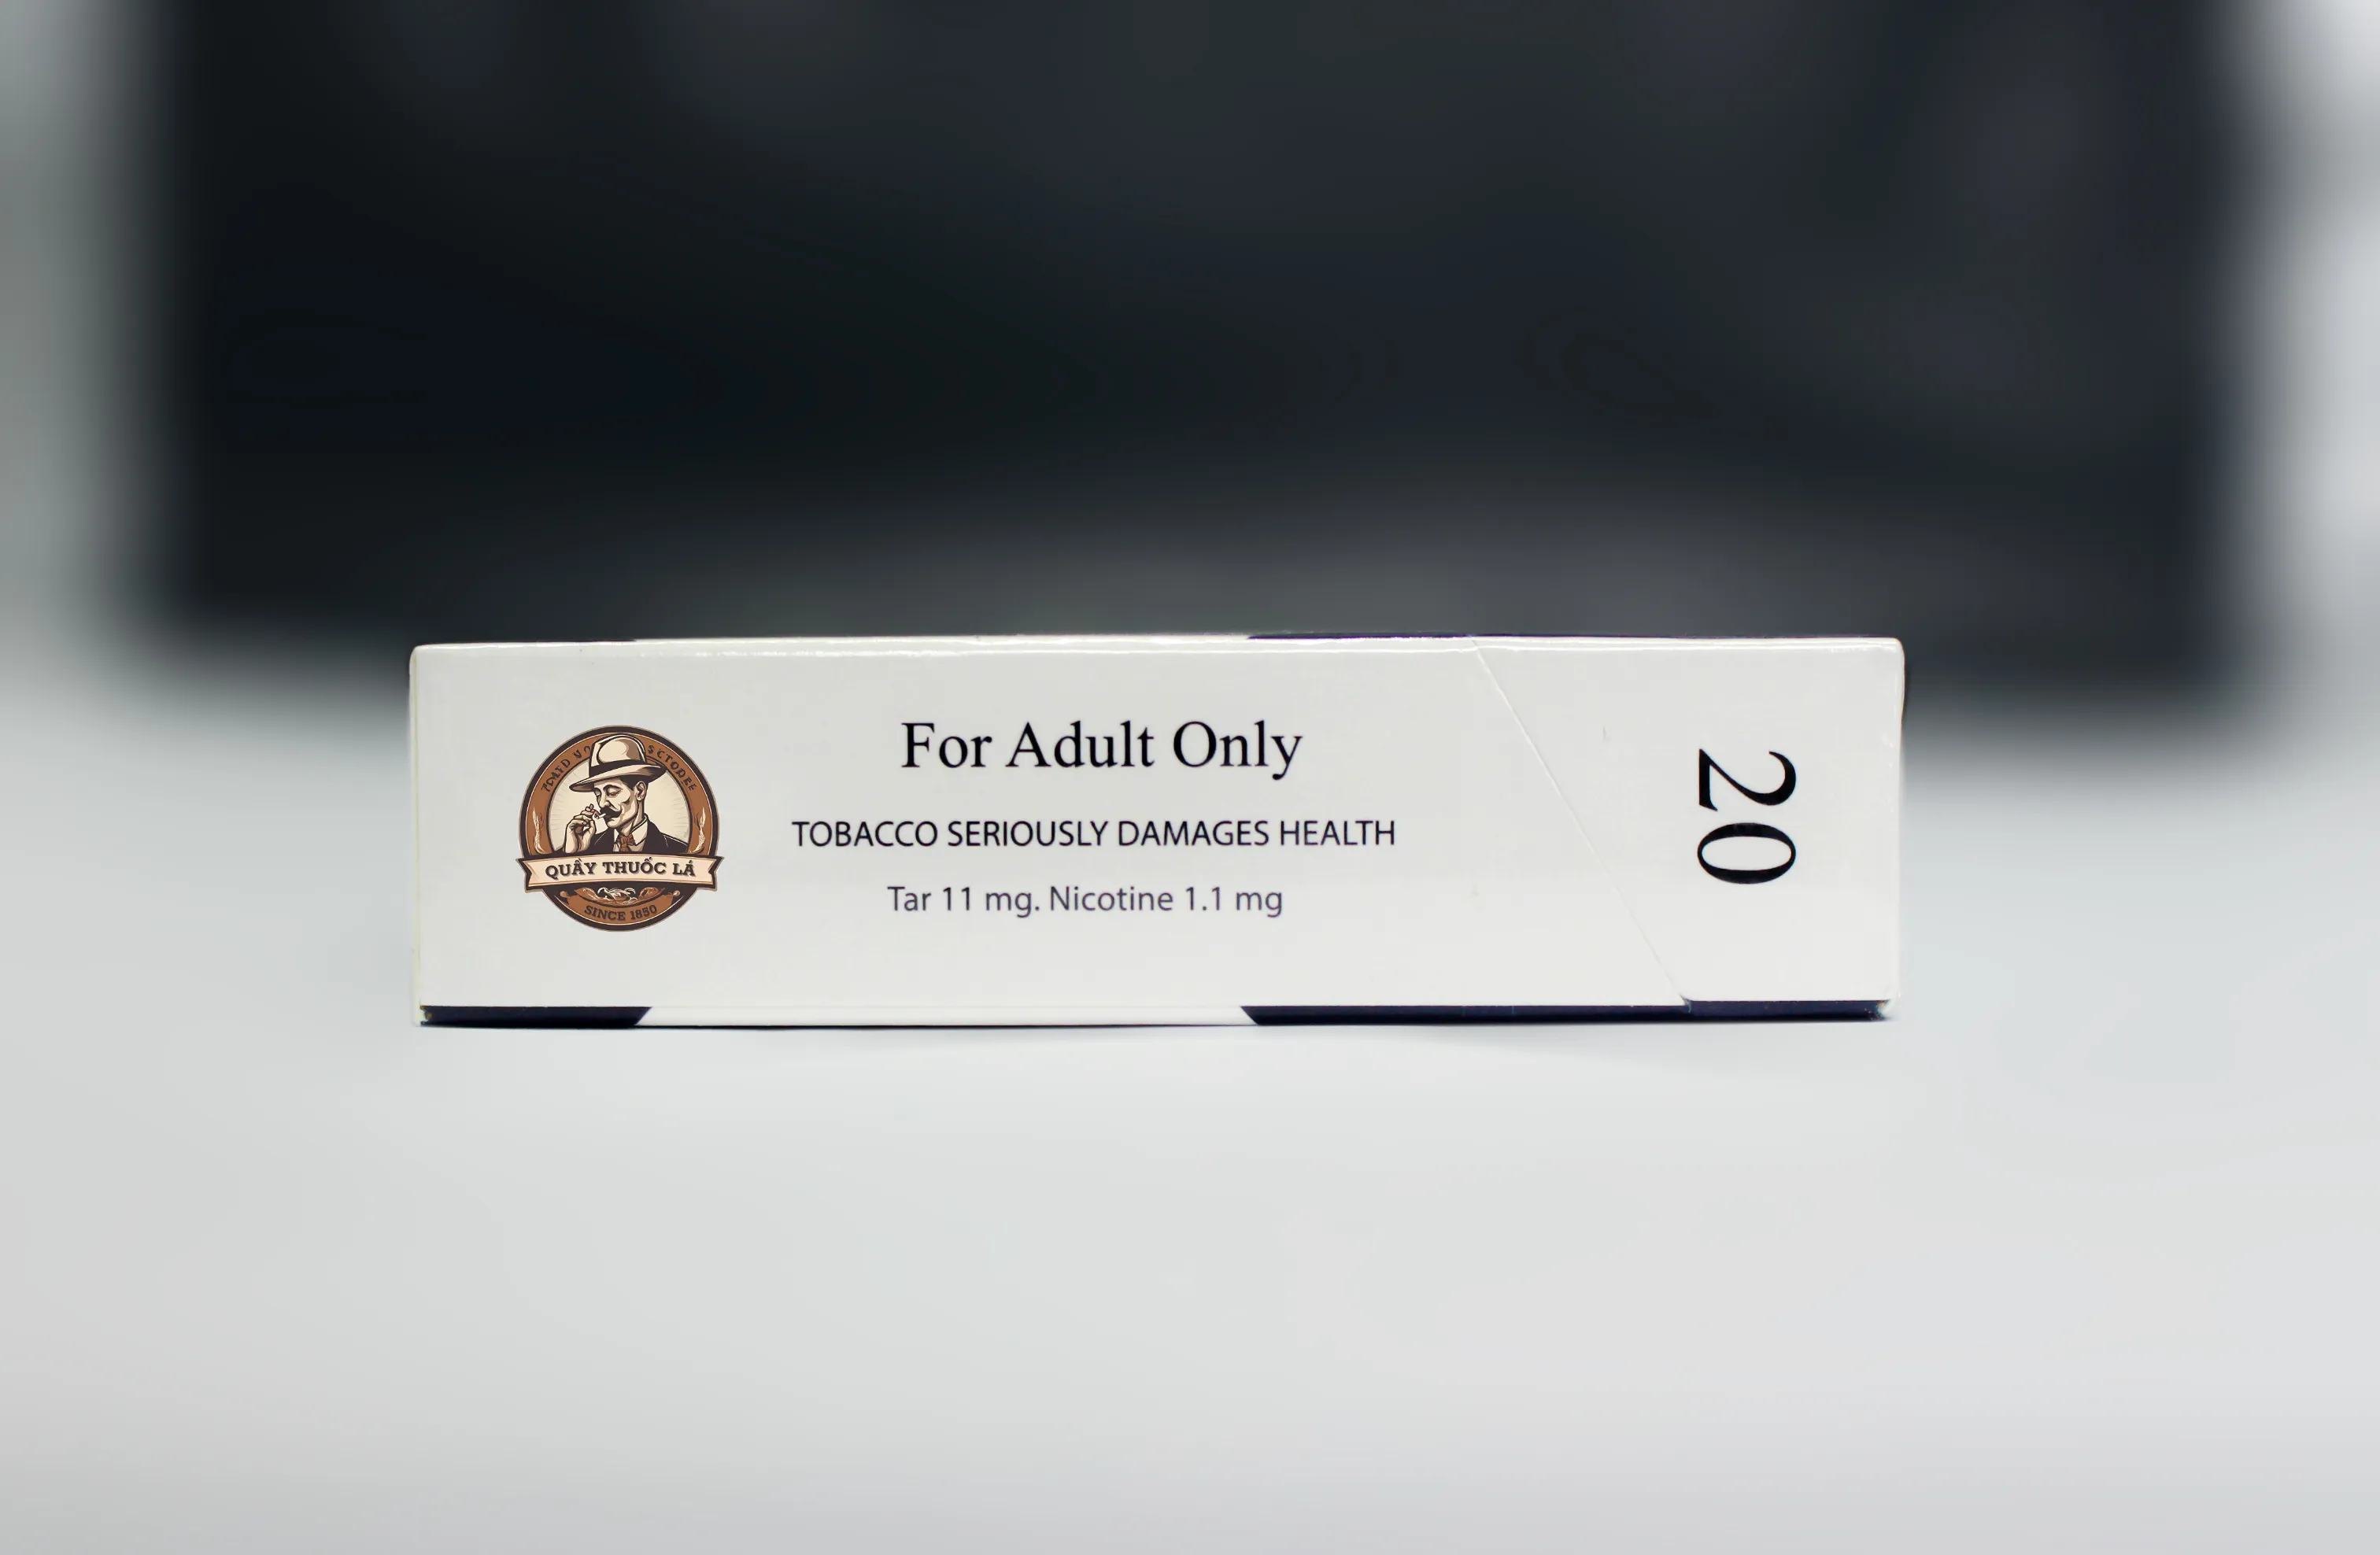 QUẦY THUỐC LÁ
SINCE 1850
For Adult Only
TOBACCO SERIOUSLY DAMAGES HEALTH
Tar 11 mg. Nicotine 1.1 mg
20